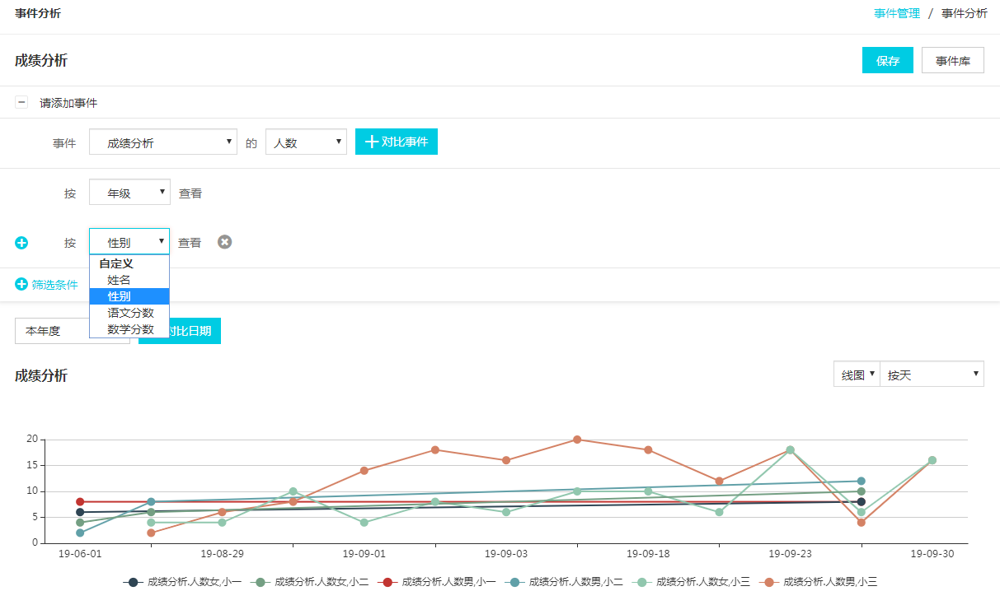 事件分析
事件管理 / 事件分析
成绩分析
保存 事件库
请添加事件
事件 成绩分析 的 人数 对比事件
按 年级 查看
按 性别 查看
自定义
姓名
筛选条件
性别
语文分数
数学分数
本年度 对比日期
成绩分析
线图 按天
20
15
10
5
0
19-06-01 19-08-29 19-09-01 19-09-03 19-09-18 19-09-23 19-09-30
成绩分析.人数女,小一 成绩分析.人数女,小二 成绩分析.人数男,小一 成绩分析.人数男,小二 成绩分析.人数女,小三 成绩分析.人数男,小三